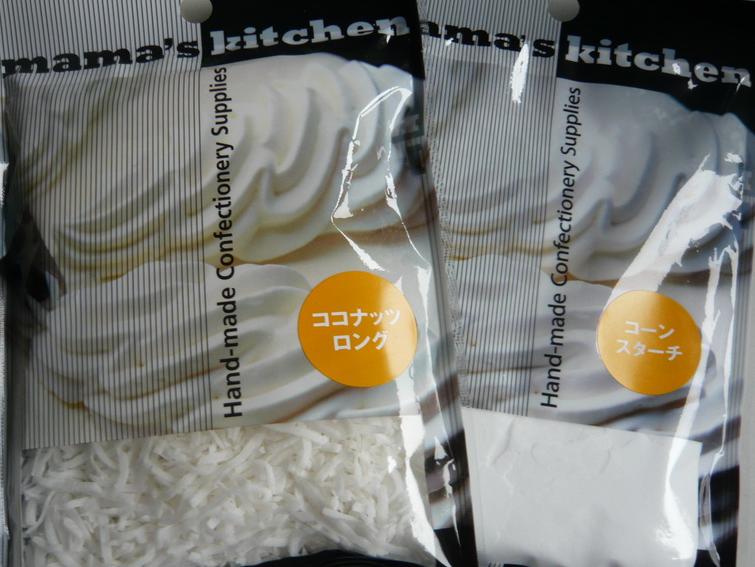 mama's kitchen
Hand-made Confectionery Supplies
ココナッツ
ロング
mama's kitchen
Hand-made Confectionery Supplies
コーン
スターチ